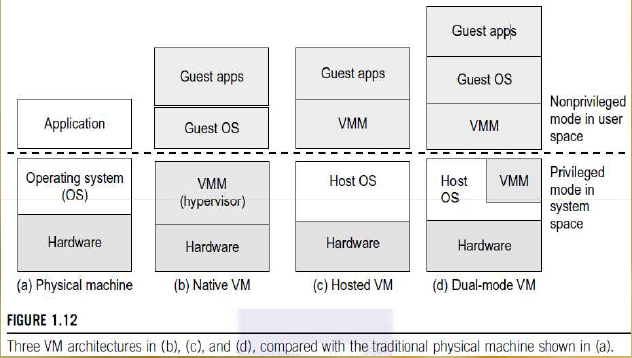 Guest apps
Guest apps
Guest apps
Guest OS
Application
Guest OS
VMM
VMM
Nonprivileged
mode in user
space
Operating system
(OS)
VMM
(hypervisor)
Host OS
Host
OS
VMM
Privileged
mode in
system
space
Hardware
Hardware
Hardware
Hardware
(a) Physical machine
(b) Native VM
(c) Hosted VM
(d) Dual-mode VM
FIGURE 1.12
Three VM architectures in (b), (c), and (d), compared with the traditional physical machine shown in (a).